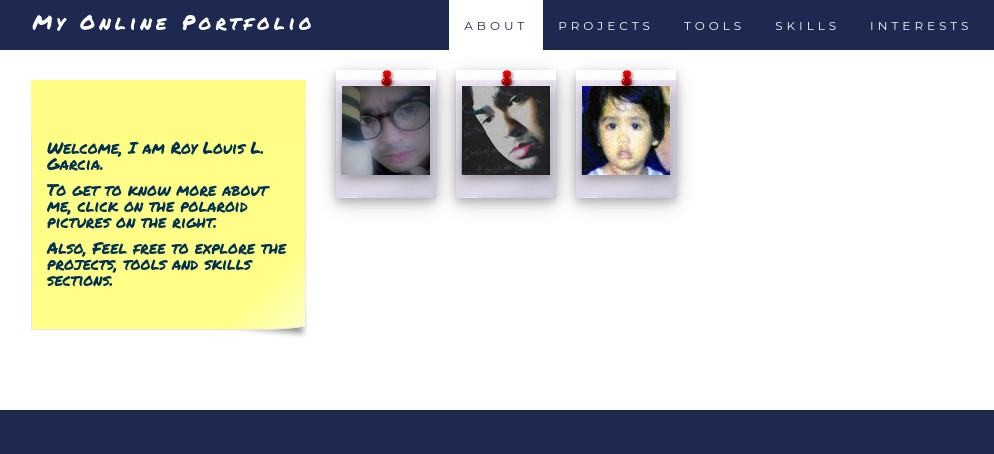 My Online Portfolio
ABOUT PROJECTS TOOLS SKILLS INTERESTS
Welcome, I am Roy Louis L.
Garcia.
To get to know more about
me, click on the polaroid
pictures on the right.
Also, Feel free to explore the
projects, tools and skills
sections.